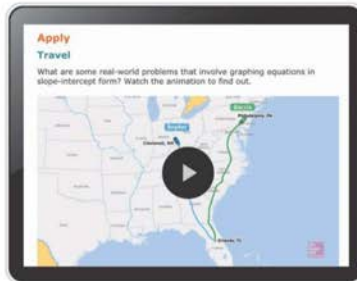 Apply
Travel
What are some real-world problems that involve graphing equations in
slope-intercept form? Watch the animation to find out.
Philadelphia, PA
Cincinnati, OH
Orlando, FL